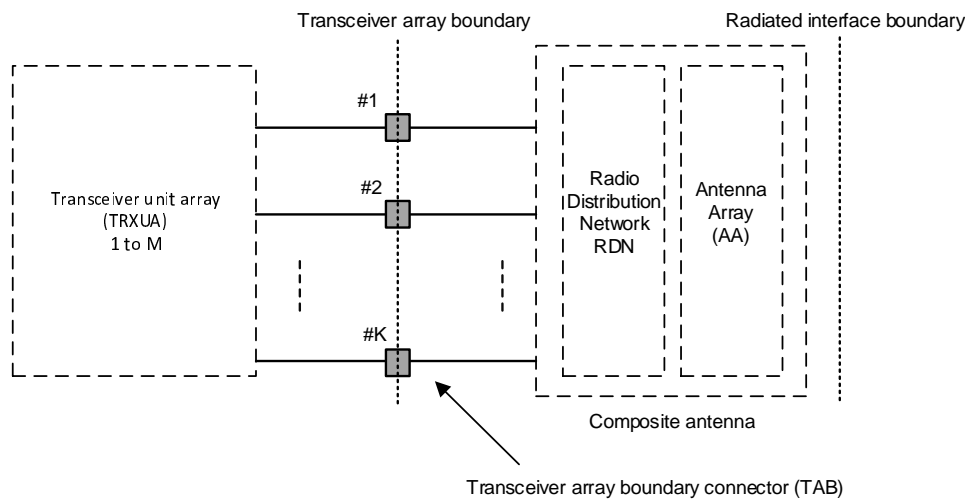 Transceiver array boundary
Radiated interface boundary
#1
#2
#K
Transceiver unit array
(TRXUA)
1 to M
Radio
Distribution
Network
RDN
Antenna
Array
(AA)
Composite antenna
Transceiver array boundary connector (TAB)